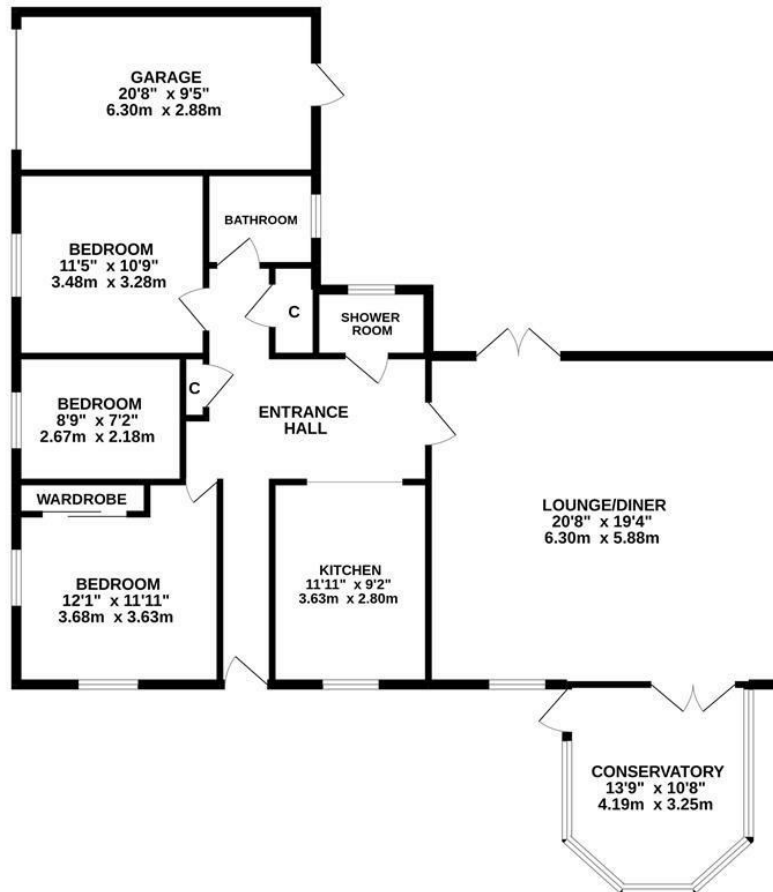 GARAGE
20'8" x 9'5"
6.30m x 2.88m
BATHROOM
BEDROOM
11'5" x 10'9"
3.48m x 3.28m
C
SHOWER
ROOM
BEDROOM
8'9" x 7'2"
2.67m x 2.18m
C
ENTRANCE
HALL
WARDROBE
LOUNGE/DINER
20'8" x 19'4"
6.30m x 5.88m
BEDROOM
12'1" x 11'11"
3.68m x 3.63m
KITCHEN
11'11" x 9'2"
3.63m x 2.80m
CONSERVATORY
13'9" x 10'8"
4.19m x 3.25m